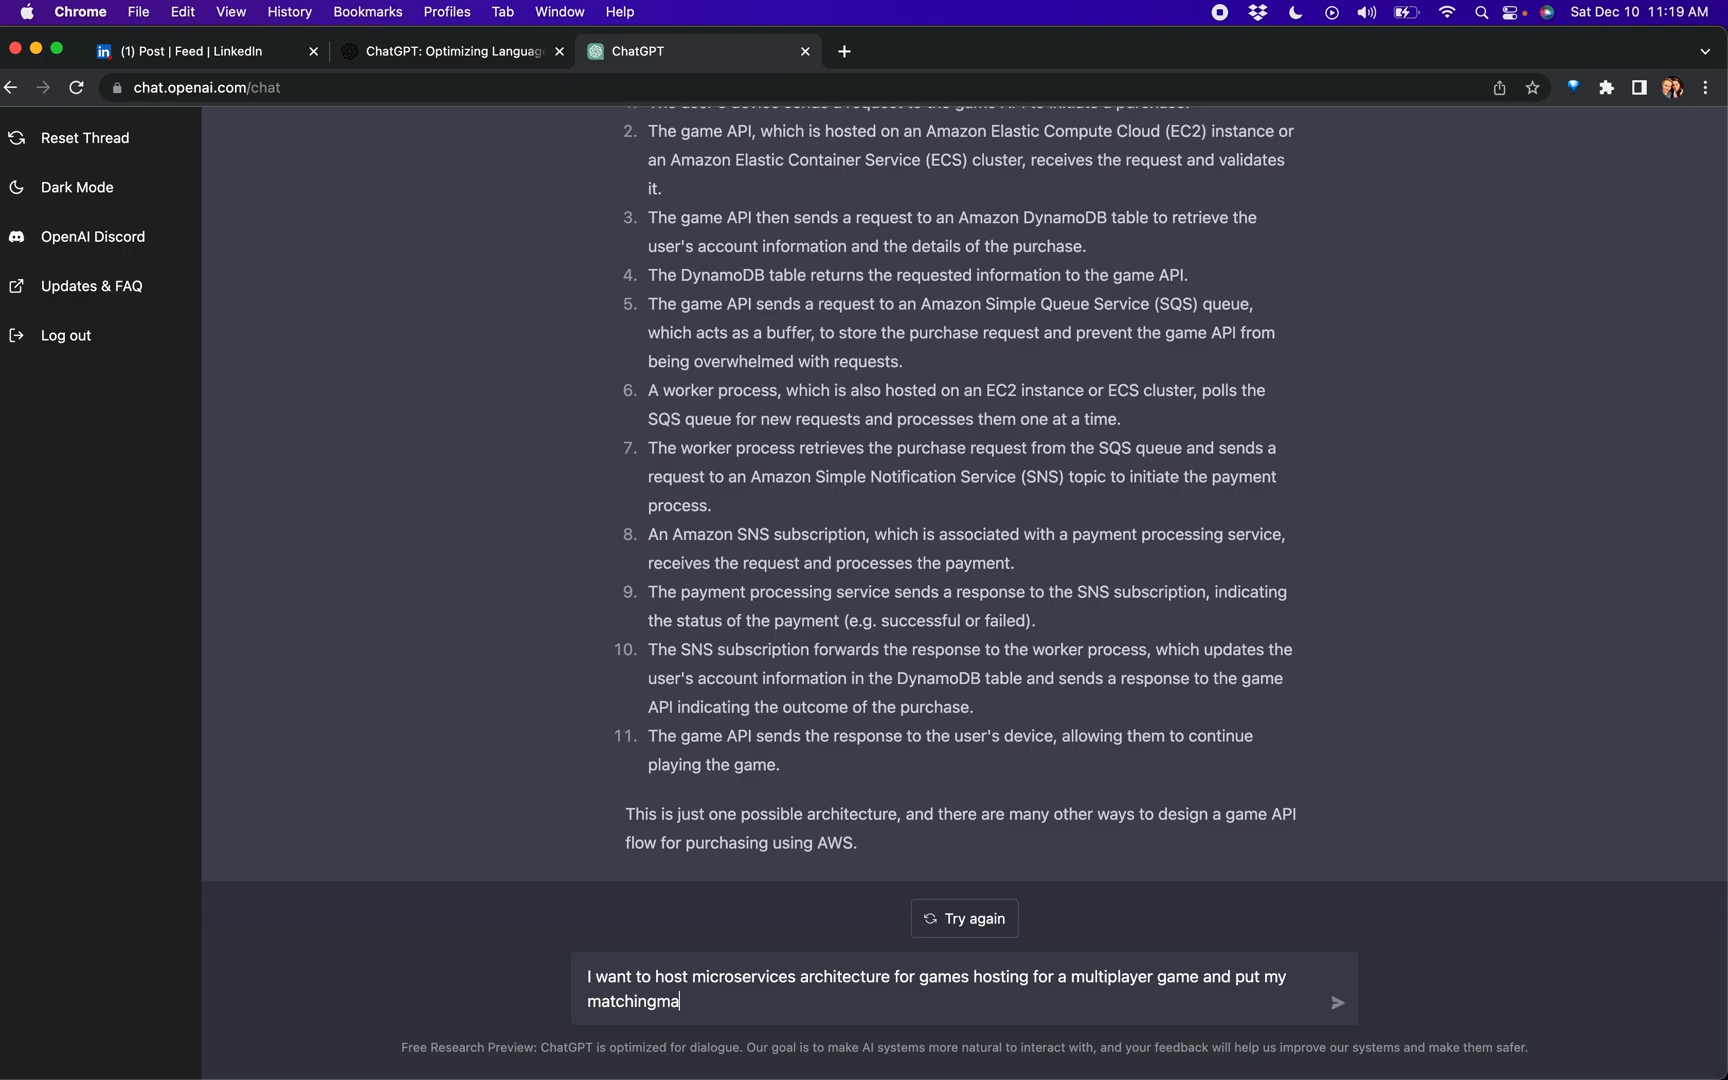 Chrome File Edit View History Bookmarks Profiles Tab Window Help Sat Dec 10 11:19 AM
(1) Post | Feed | LinkedIn ChatGPT: Optimizing Languag ChatGPT
chat.openai.com/chat
Reset Thread
Dark Mode
OpenAI Discord
Updates & FAQ
Log out
2. The game API, which is hosted on an Amazon Elastic Compute Cloud (EC2) instance or
an Amazon Elastic Container Service (ECS) cluster, receives the request and validates
it.
3. The game API then sends a request to an Amazon DynamoDB table to retrieve the
user's account information and the details of the purchase.
4. The DynamoDB table returns the requested information to the game API.
5. The game API sends a request to an Amazon Simple Queue Service (SQS) queue,
which acts as a buffer, to store the purchase request and prevent the game API from
being overwhelmed with requests.
6. A worker process, which is also hosted on an EC2 instance or ECS cluster, polls the
SQS queue for new requests and processes them one at a time.
7. The worker process retrieves the purchase request from the SQS queue and sends a
request to an Amazon Simple Notification Service (SNS) topic to initiate the payment
process.
8. An Amazon SNS subscription, which is associated with a payment processing service,
receives the request and processes the payment.
9. The payment processing service sends a response to the SNS subscription, indicating
the status of the payment (e.g. successful or failed).
10. The SNS subscription forwards the response to the worker process, which updates the
user's account information in the DynamoDB table and sends a response to the game
API indicating the outcome of the purchase.
11. The game API sends the response to the user's device, allowing them to continue
playing the game.
This is just one possible architecture, and there are many other ways to design a game API
flow for purchasing using AWS.
Try again
I want to host microservices architecture for games hosting for a multiplayer game and put my
matchingma
Free Research Preview: ChatGPT is optimized for dialogue. Our goal is to make AI systems more natural to interact with, and your feedback will help us improve our systems and make them safer.